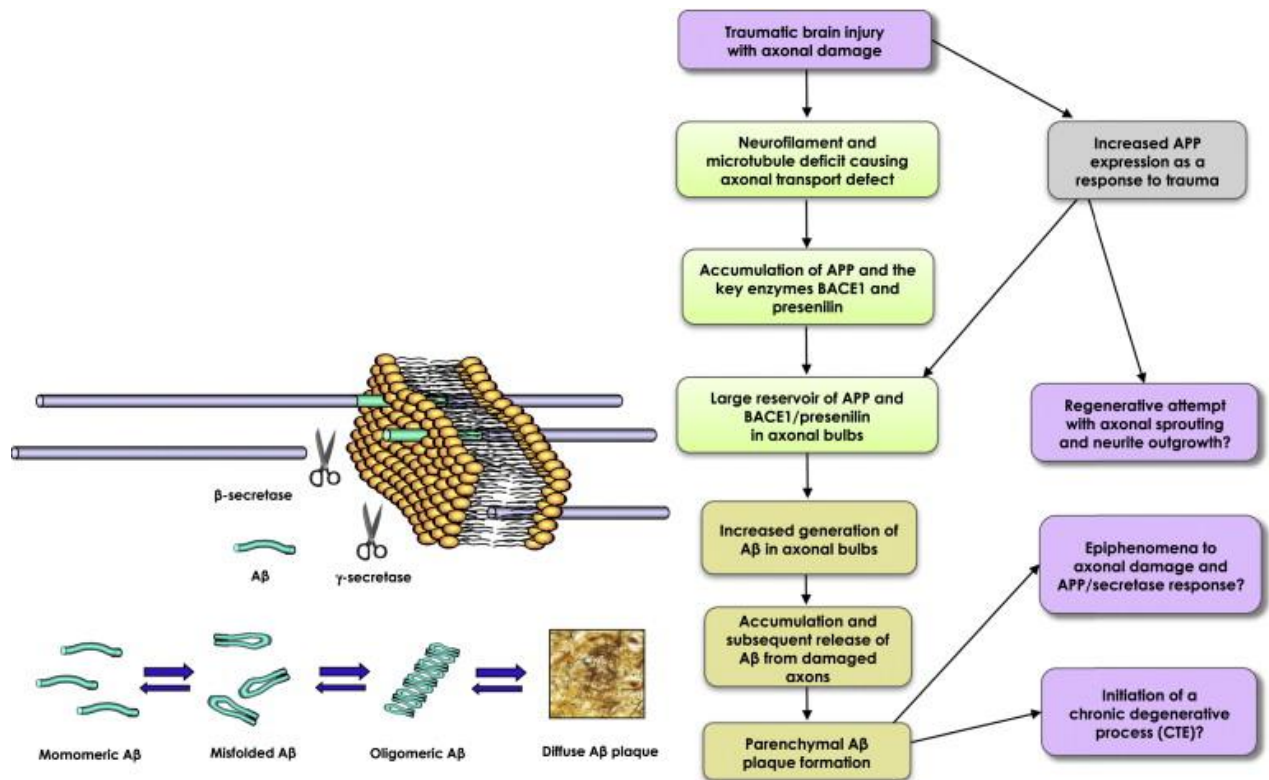 Traumatic brain injury
with axonal damage
Neurofilament and
microtubule deficit causing
axonal transport defect
Increased APP
expression as a
response to trauma
Accumulation of APP and the
key enzymes BACE1 and
presenilin
Large reservoir of APP and
BACE1/presenilin
in axonal bulbs
Regenerative attempt
with axonal sprouting
and neurite outgrowth?
β-secretase
Aβ
γ-secretase
Increased generation of
Aβ in axonal bulbs
Epiphenomena to
axonal damage and
APP/secretase response?
Accumulation and
subsequent release of
Aβ from damaged
axons
Initiation of a
chronic degenerative
process (CTE)?
Parenchymal Aβ
plaque formation
Momomeric Aβ
Misfolded Aβ
Oligomeric Aβ
Diffuse Aβ plaque